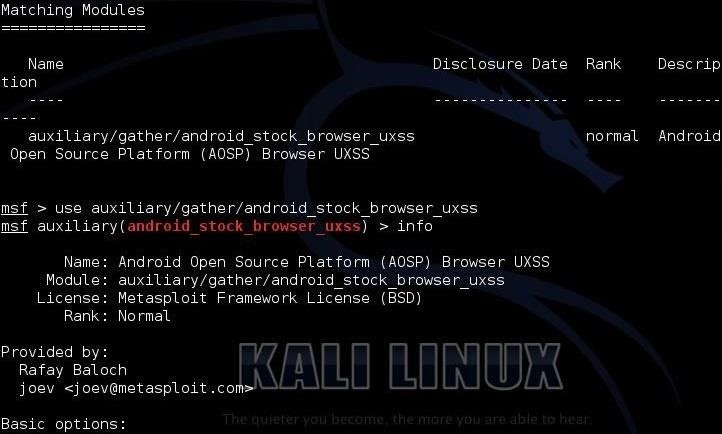 Matching Modules
================
Name Disclosure Date Rank Descrip
tion
---- --------------- ---- -------
----
auxiliary/gather/android_stock_browser_uxss normal Android
Open Source Platform (AOSP) Browser UXSS
msf > use auxiliary/gather/android_stock_browser_uxss
msf auxiliary(android_stock_browser_uxss) > info
Name: Android Open Source Platform (AOSP) Browser UXSS
Module: auxiliary/gather/android_stock_browser_uxss
License: Metasploit Framework License (BSD)
Rank: Normal
Provided by:
Rafay Baloch
joev <joev@metasploit.com>
KALI LINUX
The quieter you become, the more you are able to hear.
Basic options: